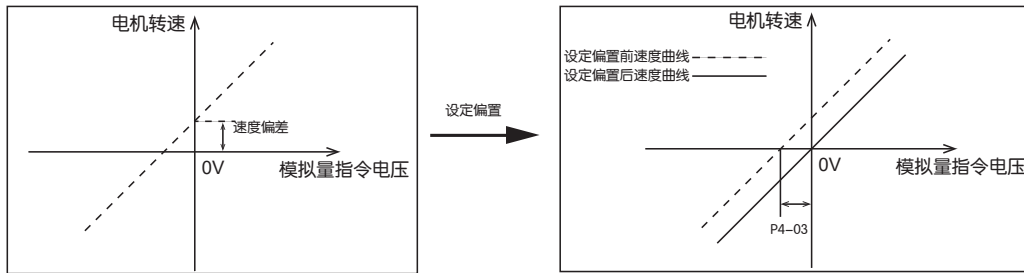 电机转速
速度偏差
0V
模拟量指令电压
设定偏置
电机转速
设定偏置前速度曲线
设定偏置后速度曲线
0V
模拟量指令电压
P4-03